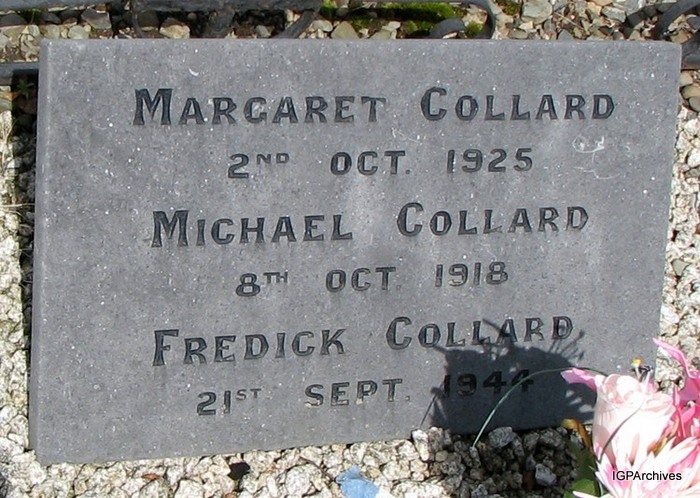 MARGARET COLLARD
2ND OCT. 1925
MICHAEL COLLARD
8TH OCT. 1918
FREDICK COLLARD
21ST SEPT. 1944
IGPArchives